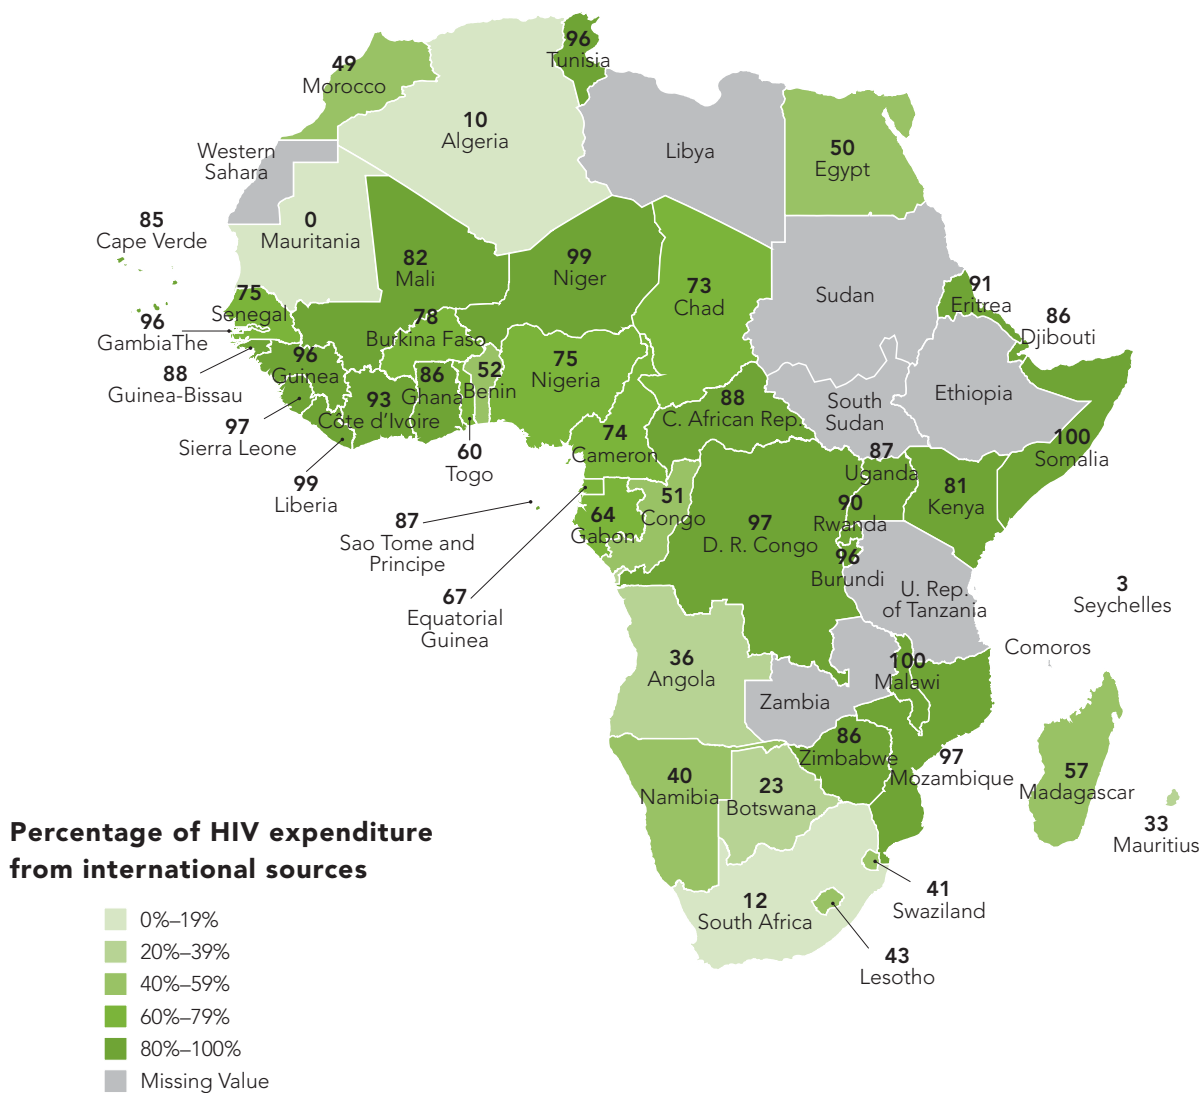 96
Tunisia
49
Morocco
10
Algeria
Libya
50
Egypt
Western
Sahara
0
Mauritania
85
Cape Verde
82
Mali
99
Niger
73
Chad
Sudan
91
Eritrea
86
Djibouti
75
Senegal
96
GambiaThe
78
Burkina Faso
88
Guinea-Bissau
96
Guinea
93
Côte d'Ivoire
86
Ghana
52
Benin
75
Nigeria
88
C. African Rep.
South
Sudan
Ethiopia
100
Somalia
97
Sierra Leone
99
Liberia
60
Togo
74
Cameron
87
Uganda
81
Kenya
87
Sao Tome and
Principe
64
Gabon
51
Congo
97
D. R. Congo
90
Rwanda
96
Burundi
67
Equatorial
Guinea
U. Rep.
of Tanzania
3
Seychelles
Comoros
36
Angola
Zambia
100
Malawi
86
Zimbabwe
97
Mozambique
57
Madagascar
33
Mauritius
40
Namibia
23
Botswana
12
South Africa
41
Swaziland
43
Lesotho
Percentage of HIV expenditure
from international sources
0%–19%
20%–39%
40%–59%
60%–79%
80%–100%
Missing Value